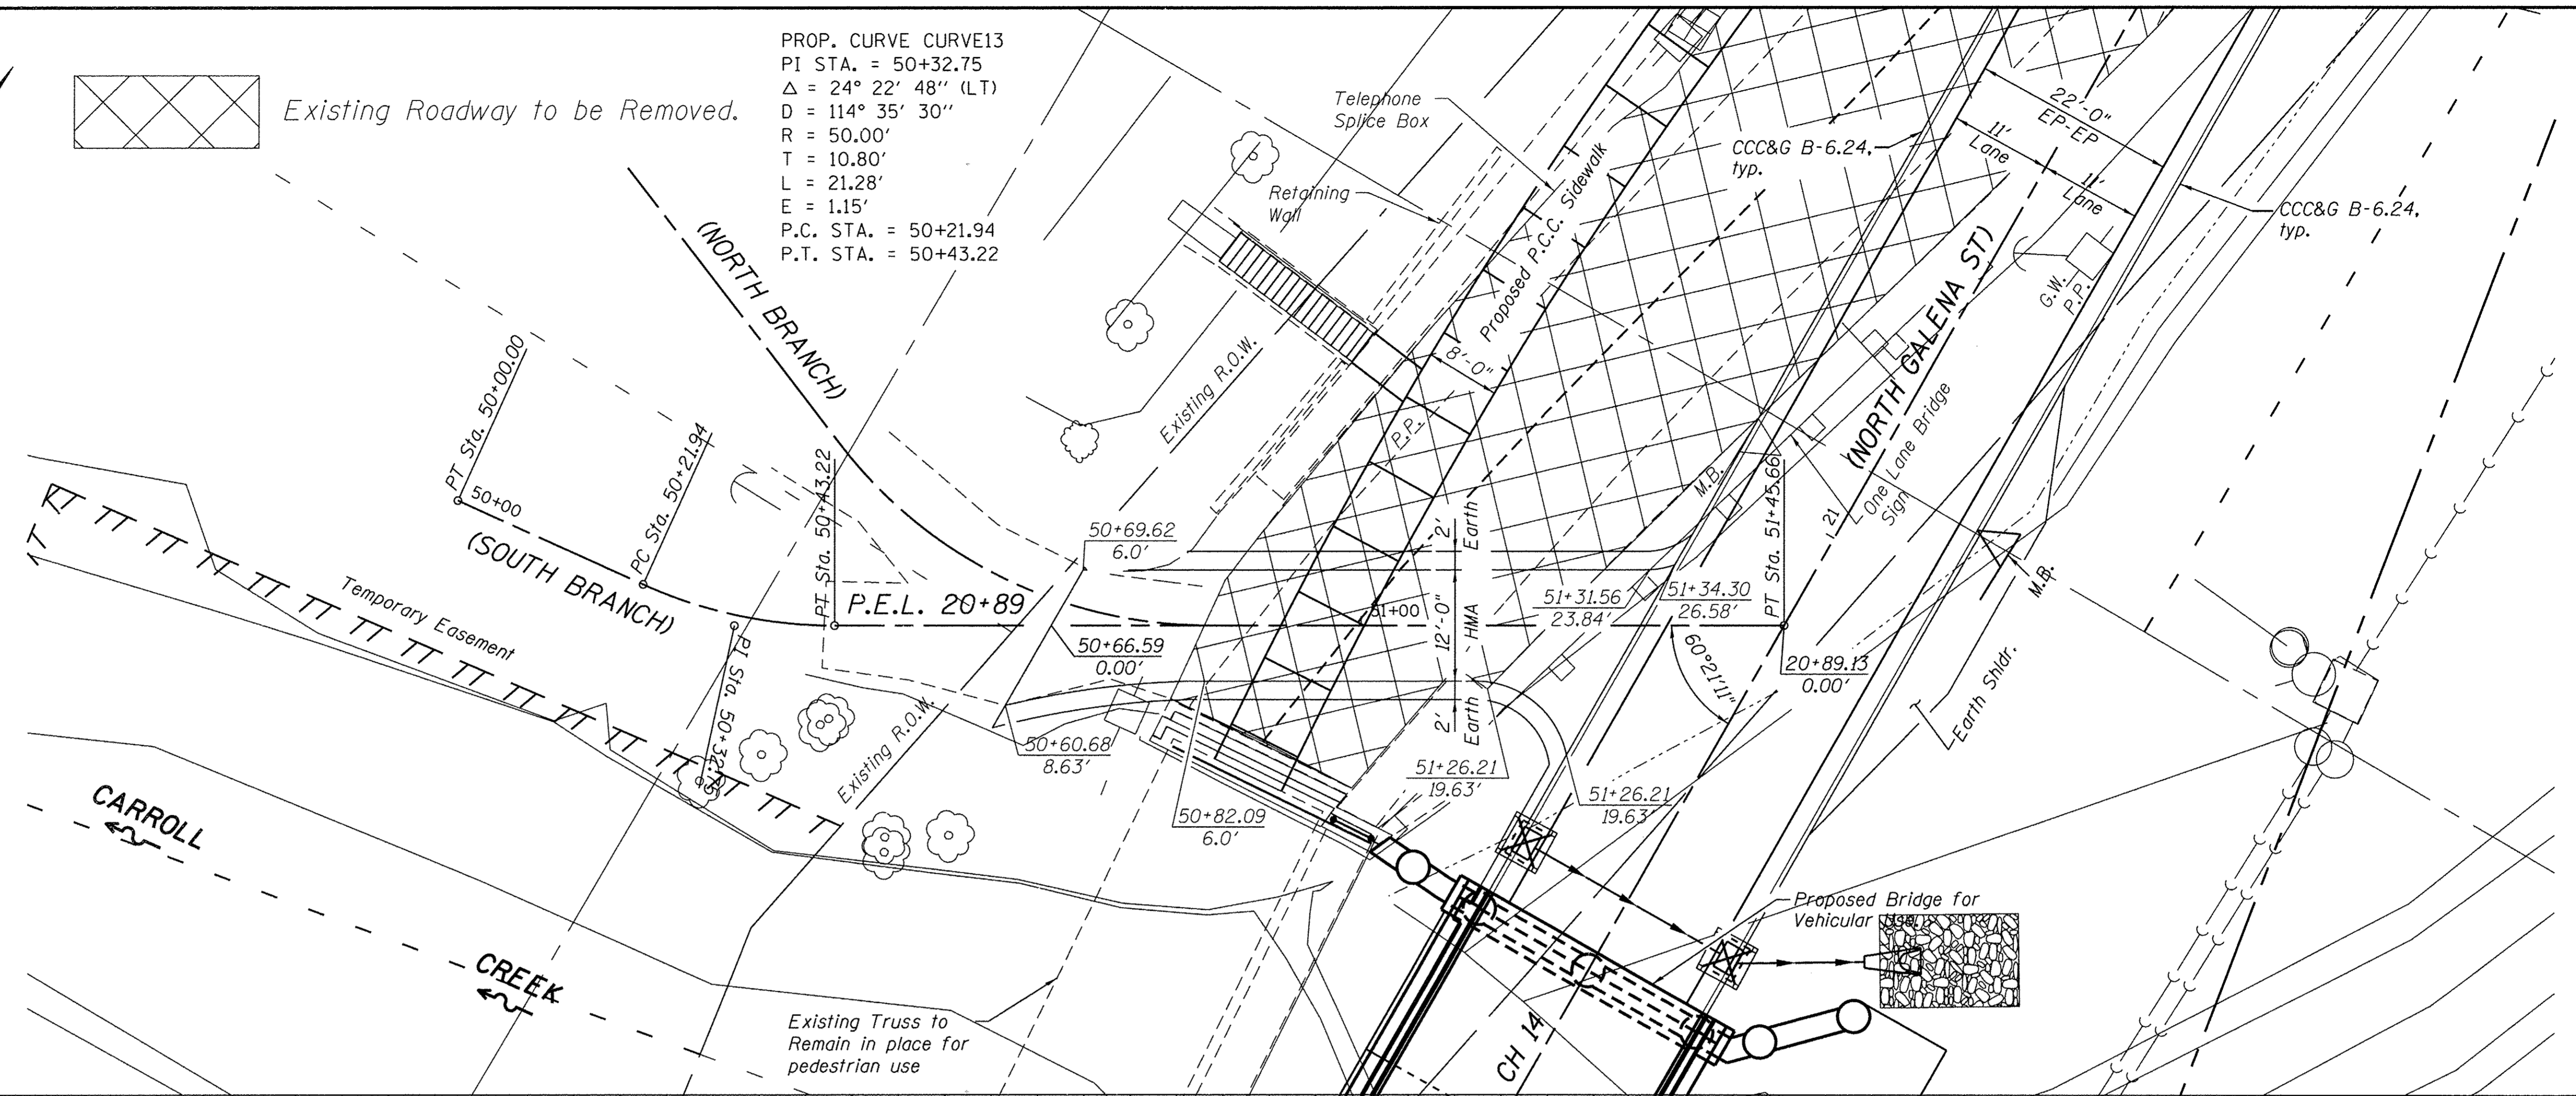 PROP. CURVE CURVE13
PI STA. = 50+32.75
Δ = 24° 22' 48'' (LT)
D = 114° 35' 30''
R = 50.00'
T = 10.80'
L = 21.28'
E = 1.15'
P.C. STA. = 50+21.94
P.T. STA. = 50+43.22
Existing Roadway to be Removed.
Telephone
Splice Box
Retaining
Wall
(NORTH BRANCH)
Proposed P.C.C. Sidewalk
8'-0"
CCC&G B-6.24,
typ.
22'-0"
EP-EP
11'
Lane
11'
Lane
CCC&G B-6.24,
typ.
G.W.
P.P.
(NORTH GALENA ST)
One Lane Bridge
Sign
21
Existing R.O.W.
P.P.
M.B.
M.B.
PT Sta. 50+00.00
50+00
PC Sta. 50+21.94
PT Sta. 50+43.22
(SOUTH BRANCH)
P.E.L. 20+89
PI Sta. 50+32.75
50+69.62
6.0'
50+66.59
0.00'
50+60.68
8.63'
50+82.09
6.0'
51+00
2'
Earth
12'-0"
HMA
2'
Earth
51+31.56
23.84'
51+34.30
26.58'
PT Sta. 51+45.66
60°21'11"
20+89.13
0.00'
51+26.21
19.63'
51+26.21
19.63'
Earth Shldr.
Temporary Easement
Existing R.O.W.
CARROLL
CREEK
Existing Truss to
Remain in place for
pedestrian use
Proposed Bridge for
Vehicular Use.
CH 14